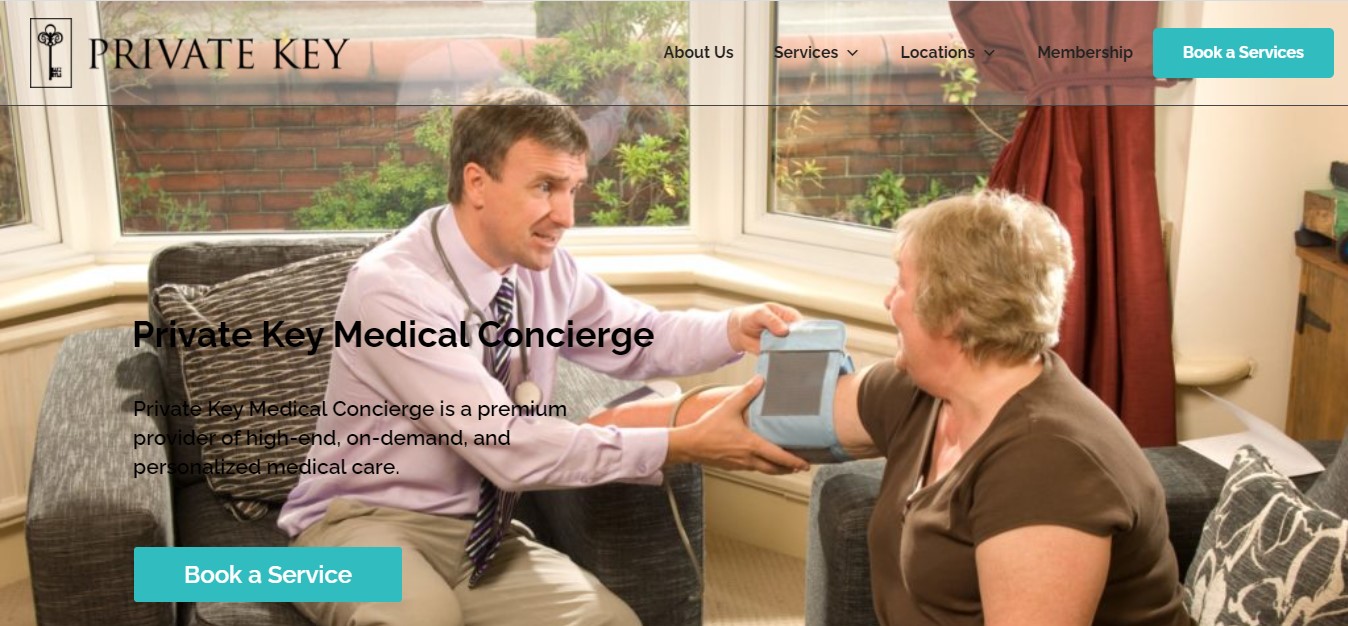 PRIVATE KEY
About Us
Services
Locations
Membership
Book a Services
Private Key Medical Concierge
Private Key Medical Concierge is a premium
provider of high-end, on-demand, and
personalized medical care.
Book a Service